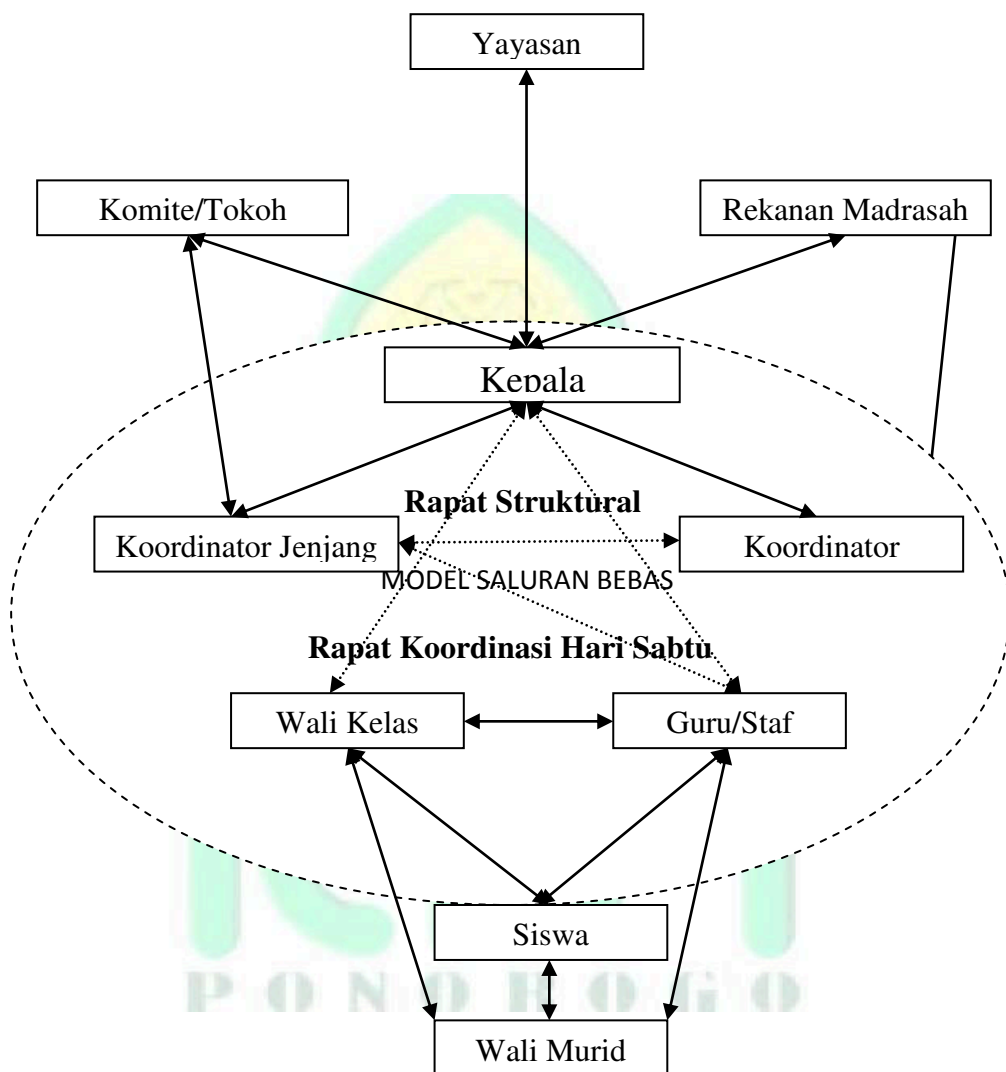 Yayasan
Komite/Tokoh
Rekanan Madrasah
Kepala
Rapat Struktural
Koordinator Jenjang
Koordinator
MODEL SALURAN BEBAS
Rapat Koordinasi Hari Sabtu
Wali Kelas
Guru/Staf
Siswa
PONOROGO
Wali Murid